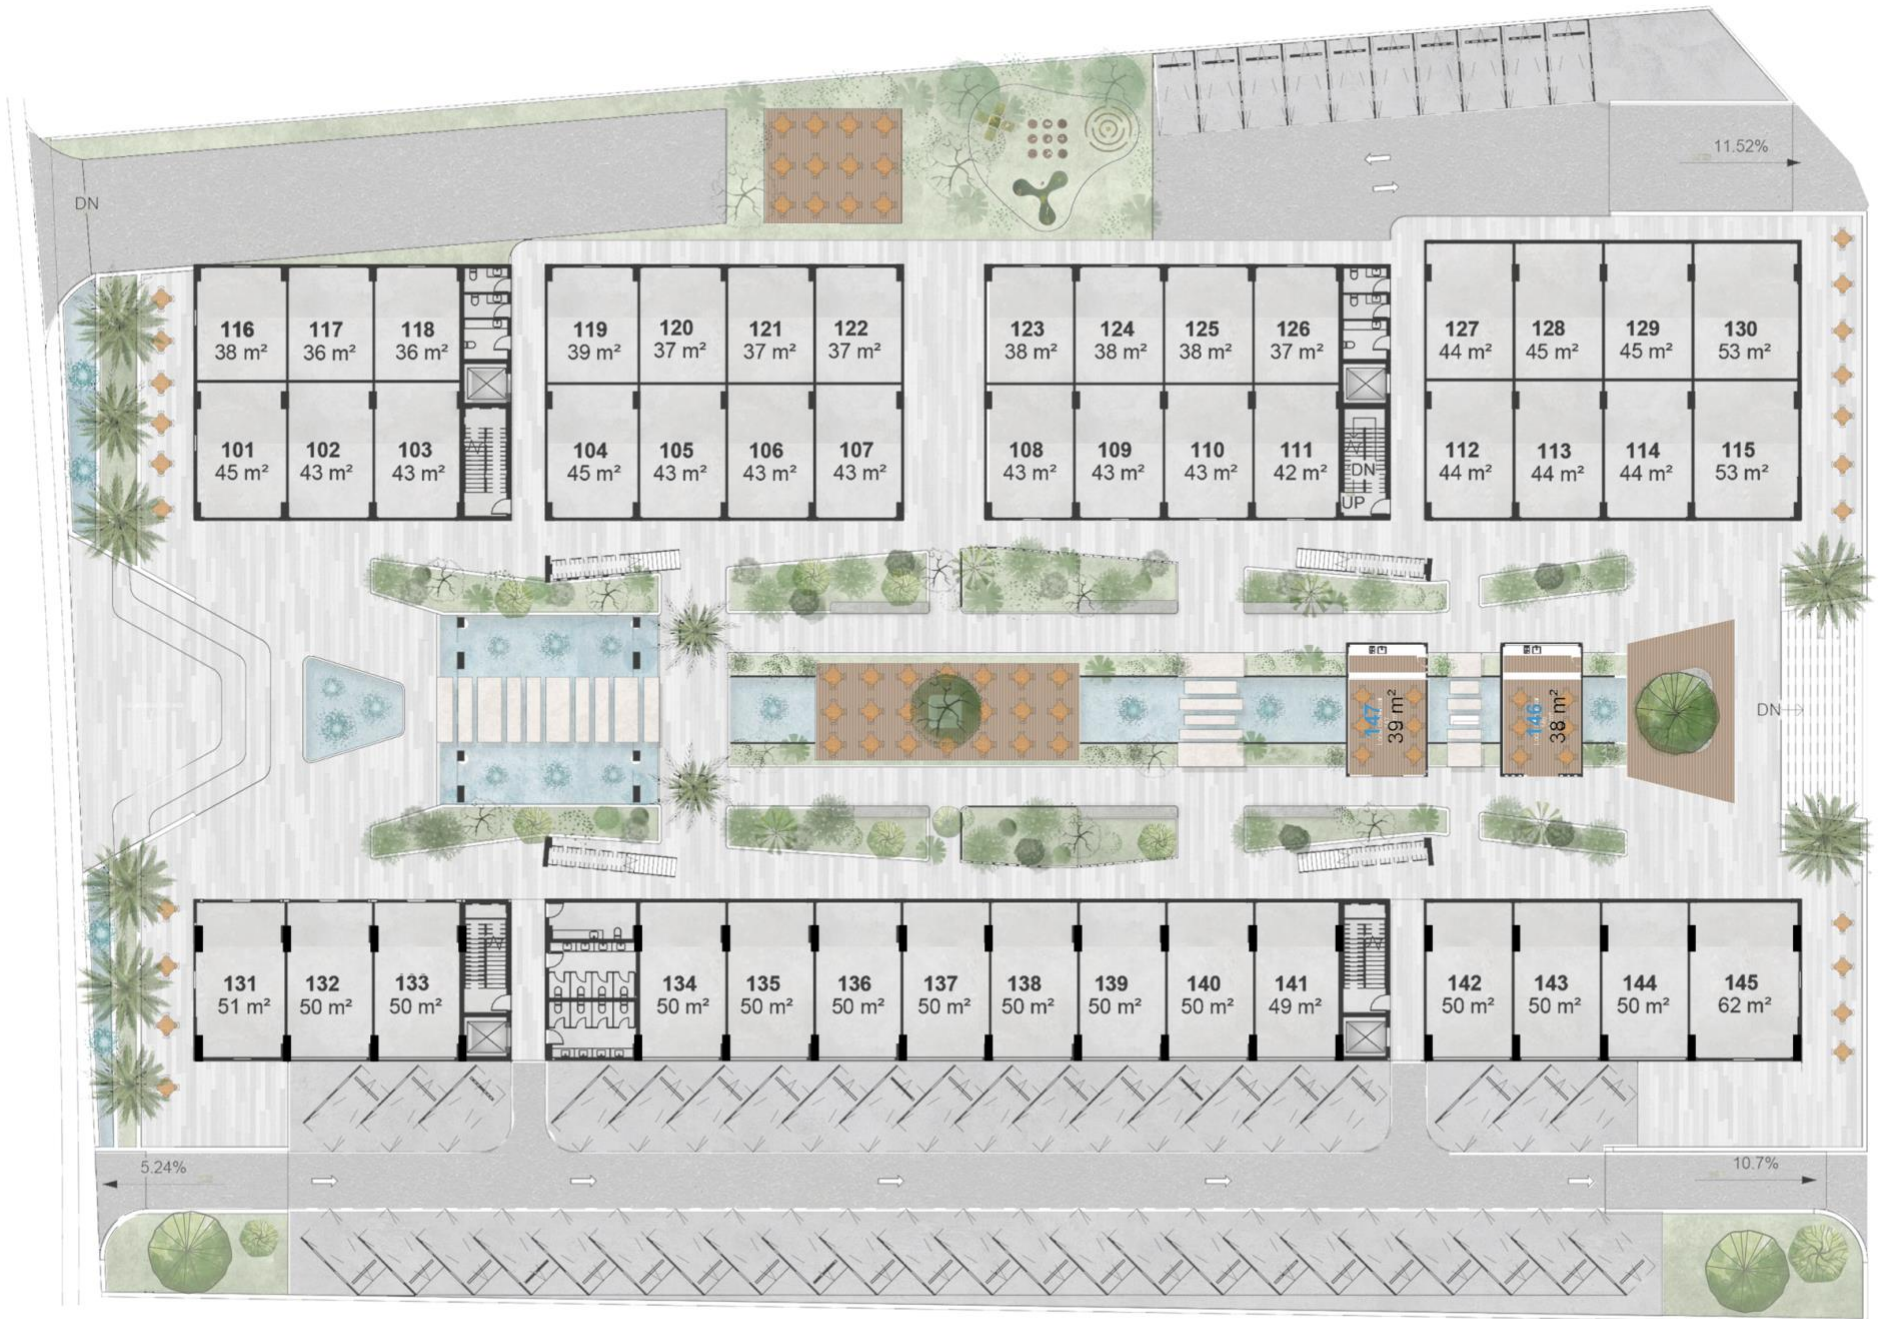 11.52%
DN
116
38 m²
117
36 m²
118
36 m²
119
39 m²
120
37 m²
121
37 m²
122
37 m²
123
38 m²
124
38 m²
125
38 m²
126
37 m²
127
44 m²
128
45 m²
129
45 m²
130
53 m²
101
45 m²
102
43 m²
103
43 m²
104
45 m²
105
43 m²
106
43 m²
107
43 m²
108
43 m²
109
43 m²
110
43 m²
111
42 m²
DN
UP
112
44 m²
113
44 m²
114
44 m²
115
53 m²
147
39 m²
146
38 m²
DN
131
51 m²
132
50 m²
133
50 m²
134
50 m²
135
50 m²
136
50 m²
137
50 m²
138
50 m²
139
50 m²
140
50 m²
141
49 m²
142
50 m²
143
50 m²
144
50 m²
145
62 m²
5.24%
10.7%